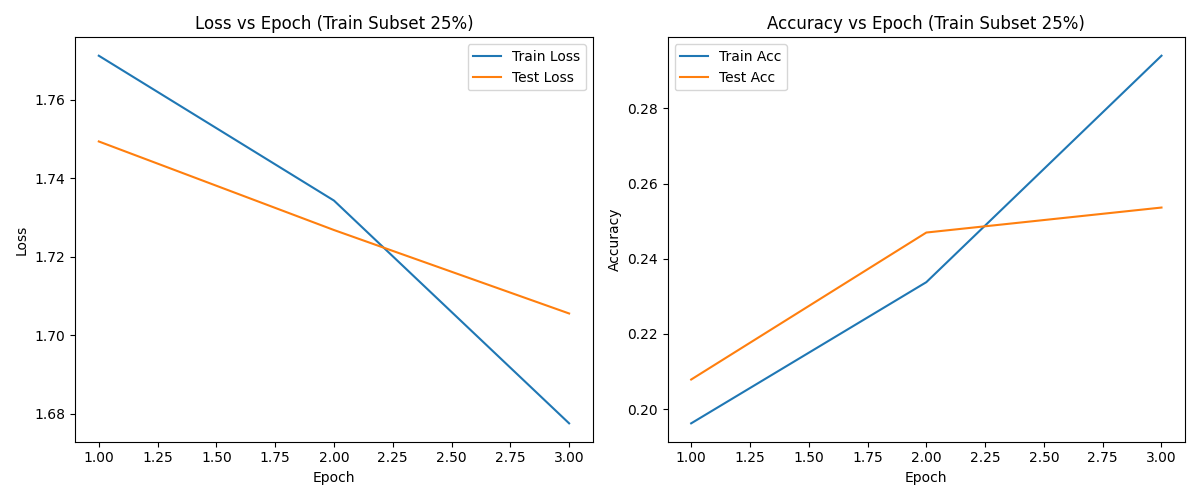 Loss vs Epoch (Train Subset 25%)
Train Loss
Test Loss
Loss
1.76
1.74
1.72
1.70
1.68
1.00 1.25 1.50 1.75 2.00 2.25 2.50 2.75 3.00
Epoch
Accuracy vs Epoch (Train Subset 25%)
Train Acc
Test Acc
Accuracy
0.28
0.26
0.24
0.22
0.20
1.00 1.25 1.50 1.75 2.00 2.25 2.50 2.75 3.00
Epoch